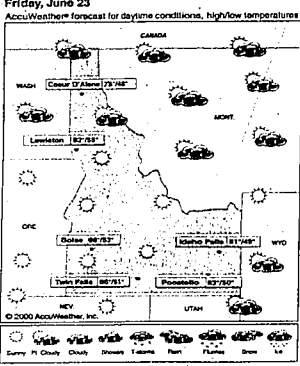 Friday, June 23
AccuWeather® forecast for daytime conditions, high/low temperatures
CANADA
WASH
Coeur D'Alene 75°/48°
MONT.
Lewiston 82°/55°
ORE
Boise 88°/53°
Idaho Falls 81°/49°
WYO
Twin Falls 86°/51°
Pocatello 83°/50°
NEV.
UTAH
© 2000 AccuWeather, Inc.
Sunny Pt. Cloudy Cloudy Showers T-storms Rain Flurries Snow Ice